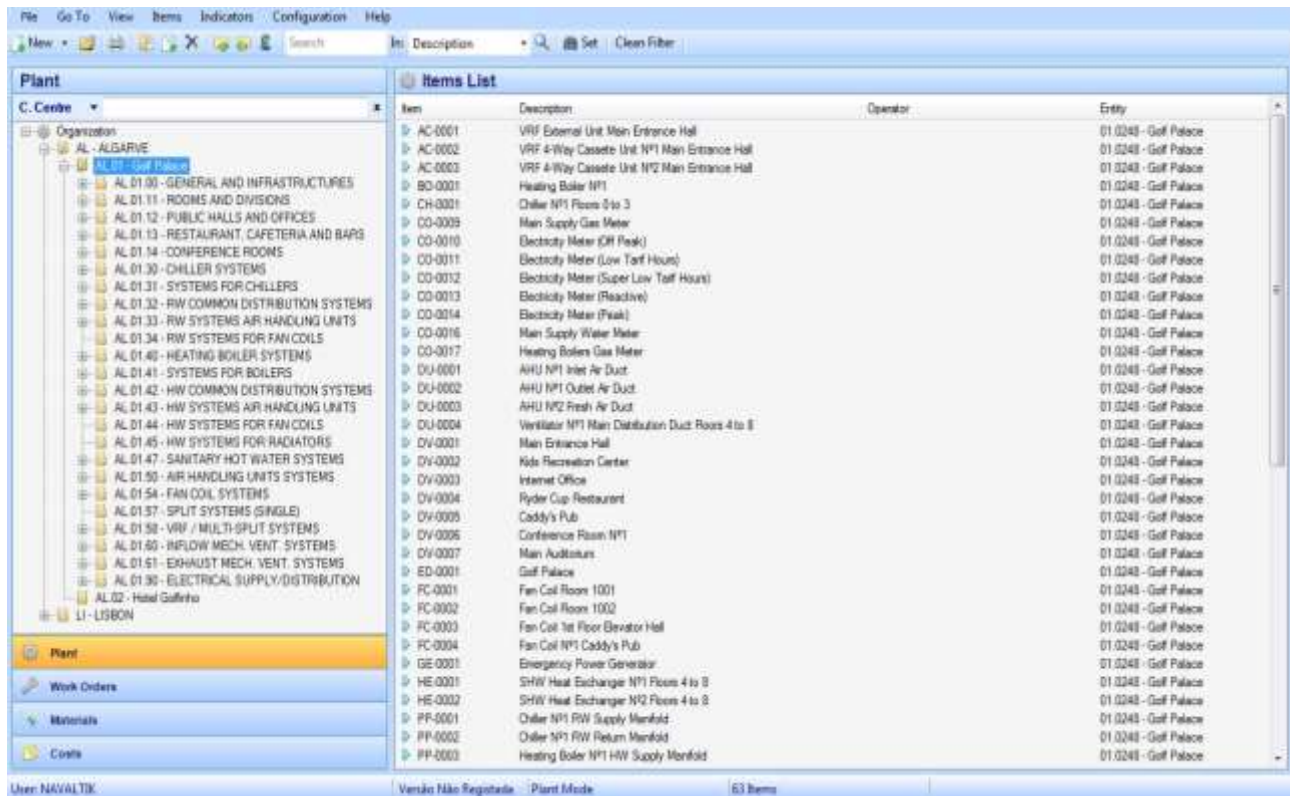 File Go To View Items Indicators Configuration Help
New Search In: Description Set Clean Filter
Plant
C. Centre
Organization
AL - ALGARVE
AL.01 - Golf Palace
AL.01.00 - GENERAL AND INFRASTRUCTURES
AL.01.11 - ROOMS AND DIVISIONS
AL.01.12 - PUBLIC HALLS AND OFFICES
AL.01.13 - RESTAURANT, CAFETERIA AND BARS
AL.01.14 - CONFERENCE ROOMS
AL.01.30 - CHILLER SYSTEMS
AL.01.31 - SYSTEMS FOR CHILLERS
AL.01.32 - RW COMMON DISTRIBUTION SYSTEMS
AL.01.33 - RW SYSTEMS AIR HANDLING UNITS
AL.01.34 - RW SYSTEMS FOR FAN COILS
AL.01.40 - HEATING BOILER SYSTEMS
AL.01.41 - SYSTEMS FOR BOILERS
AL.01.42 - HW COMMON DISTRIBUTION SYSTEMS
AL.01.43 - HW SYSTEMS AIR HANDLING UNITS
AL.01.44 - HW SYSTEMS FOR FAN COILS
AL.01.45 - HW SYSTEMS FOR RADIATORS
AL.01.47 - SANITARY HOT WATER SYSTEMS
AL.01.50 - AIR HANDLING UNITS SYSTEMS
AL.01.54 - FAN COIL SYSTEMS
AL.01.57 - SPLIT SYSTEMS (SINGLE)
AL.01.58 - VRF / MULTI-SPLIT SYSTEMS
AL.01.60 - INFLOW MECH. VENT. SYSTEMS
AL.01.61 - EXHAUST MECH. VENT. SYSTEMS
AL.01.90 - ELECTRICAL SUPPLY/DISTRIBUTION
AL.02 - Hotel Golfinho
LI - LISBON
Plant
Work Orders
Materials
Costs
Items List
Item Description Operator Entity
AC-0001 VRF External Unit Main Entrance Hall 01.0248 - Golf Palace
AC-0002 VRF 4-Way Cassete Unit Nº1 Main Entrance Hall 01.0248 - Golf Palace
AC-0003 VRF 4-Way Cassete Unit Nº2 Main Entrance Hall 01.0248 - Golf Palace
BO-0001 Heating Boiler Nº1 01.0248 - Golf Palace
CH-0001 Chiller Nº1 Floors 0 to 3 01.0248 - Golf Palace
CO-0009 Main Supply Gas Meter 01.0248 - Golf Palace
CO-0010 Electricity Meter (Off Peak) 01.0248 - Golf Palace
CO-0011 Electricity Meter (Low Tarif Hours) 01.0248 - Golf Palace
CO-0012 Electricity Meter (Super Low Tarif Hours) 01.0248 - Golf Palace
CO-0013 Electricity Meter (Reactive) 01.0248 - Golf Palace
CO-0014 Electricity Meter (Peak) 01.0248 - Golf Palace
CO-0016 Main Supply Water Meter 01.0248 - Golf Palace
CO-0017 Heating Boilers Gas Meter 01.0248 - Golf Palace
DU-0001 AHU Nº1 Inlet Air Duct 01.0248 - Golf Palace
DU-0002 AHU Nº1 Outlet Air Duct 01.0248 - Golf Palace
DU-0003 AHU Nº2 Fresh Air Duct 01.0248 - Golf Palace
DU-0004 Ventilator Nº1 Main Distribution Duct Floors 4 to 8 01.0248 - Golf Palace
DV-0001 Main Entrance Hall 01.0248 - Golf Palace
DV-0002 Kids Recreation Center 01.0248 - Golf Palace
DV-0003 Internet Office 01.0248 - Golf Palace
DV-0004 Ryder Cup Restaurant 01.0248 - Golf Palace
DV-0005 Caddy's Pub 01.0248 - Golf Palace
DV-0006 Conference Room Nº1 01.0248 - Golf Palace
DV-0007 Main Auditorium 01.0248 - Golf Palace
ED-0001 Golf Palace 01.0248 - Golf Palace
FC-0001 Fan Coil Room 1001 01.0248 - Golf Palace
FC-0002 Fan Coil Room 1002 01.0248 - Golf Palace
FC-0003 Fan Coil 1st Floor Elevator Hall 01.0248 - Golf Palace
FC-0004 Fan Coil Nº1 Caddy's Pub 01.0248 - Golf Palace
GE-0001 Emergency Power Generator 01.0248 - Golf Palace
HE-0001 SHW Heat Exchanger Nº1 Floors 4 to 8 01.0248 - Golf Palace
HE-0002 SHW Heat Exchanger Nº2 Floors 4 to 8 01.0248 - Golf Palace
PP-0001 Chiller Nº1 RW Supply Manifold 01.0248 - Golf Palace
PP-0002 Chiller Nº1 RW Return Manifold 01.0248 - Golf Palace
PP-0003 Heating Boiler Nº1 HW Supply Manifold 01.0248 - Golf Palace
User: NAVALTIK Versão Não Registada Plant Mode 63 Items